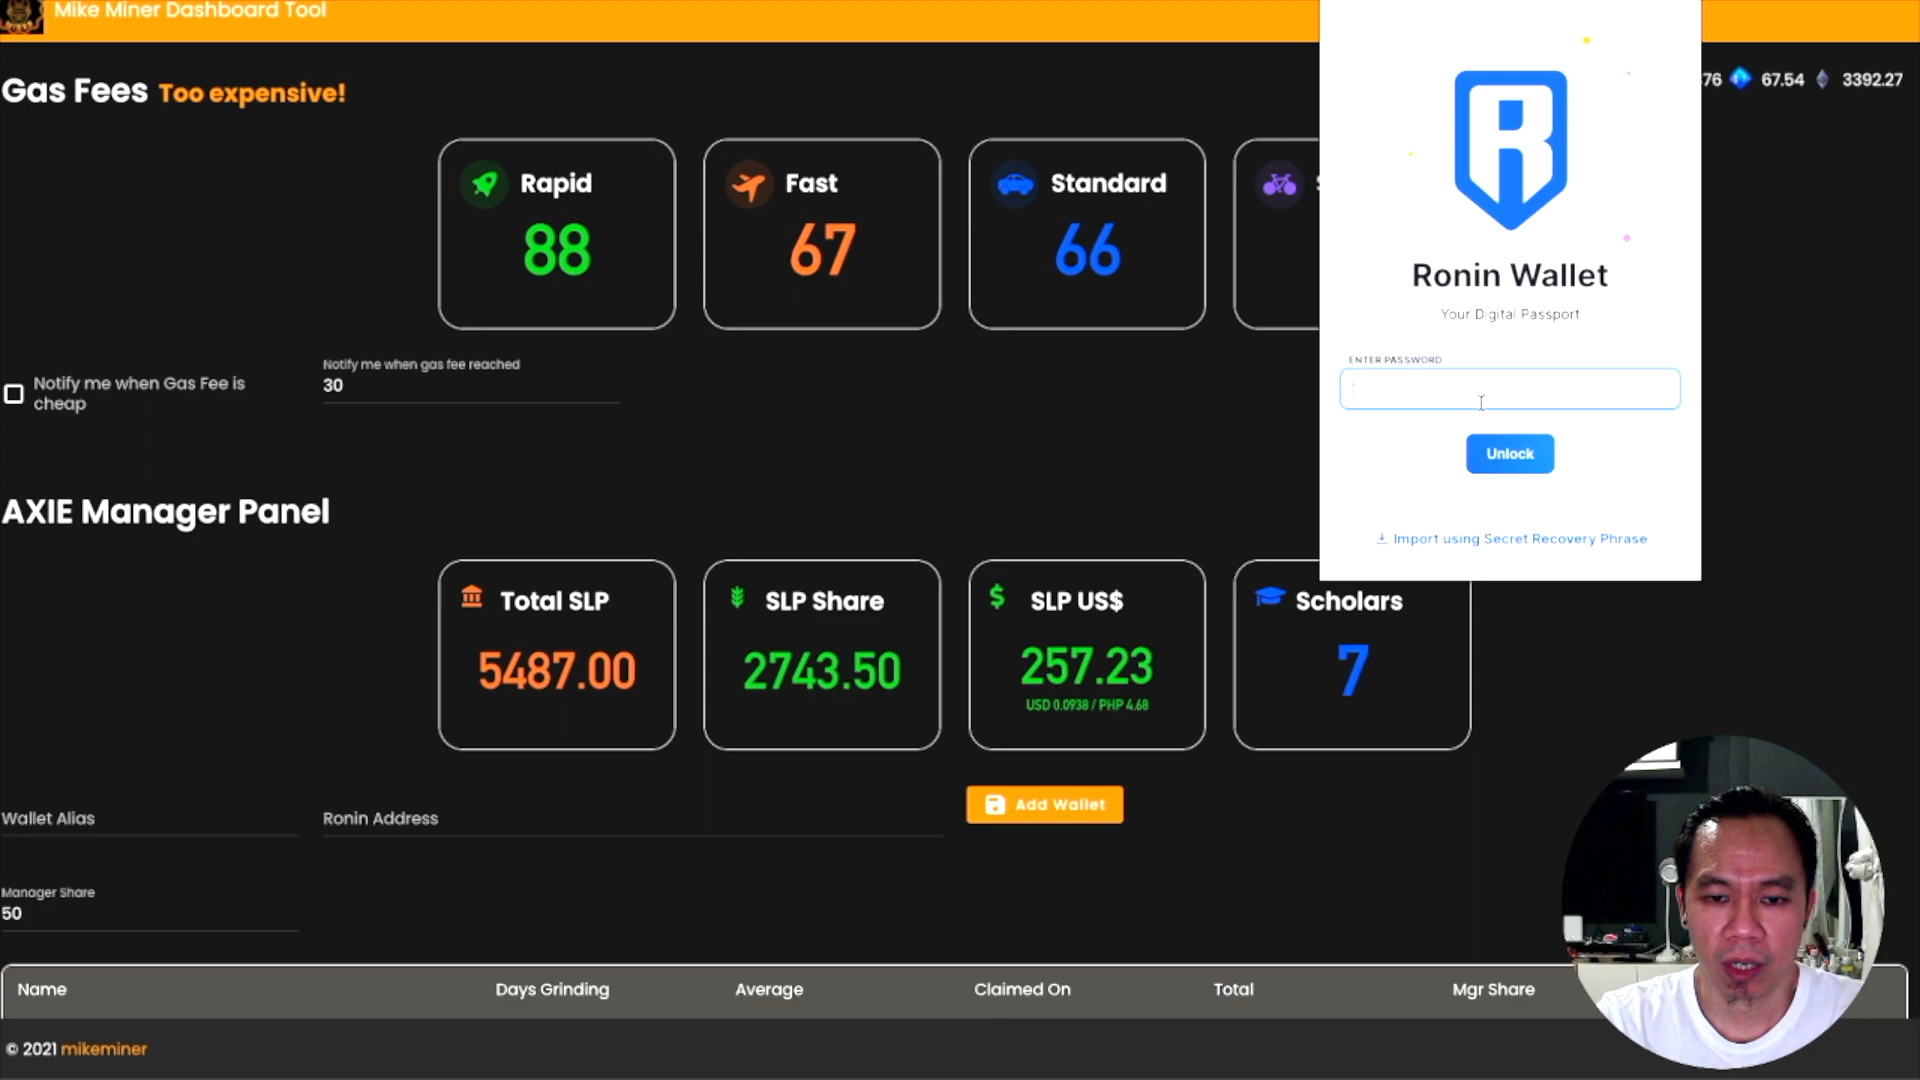 Mike Miner Dashboard Tool
Gas Fees Too expensive!
76 67.54 3392.27
Rapid
88
Fast
67
Standard
66
Notify me when Gas Fee is
cheap
Notify me when gas fee reached
30
Ronin Wallet
Your Digital Passport
ENTER PASSWORD
Unlock
Import using Secret Recovery Phrase
AXIE Manager Panel
Total SLP
5487.00
SLP Share
2743.50
SLP US$
257.23
USD 0.0938 / PHP 4.68
Scholars
7
Wallet Alias
Ronin Address
Add Wallet
Manager Share
50
Name Days Grinding Average Claimed On Total Mgr Share
© 2021 mikeminer